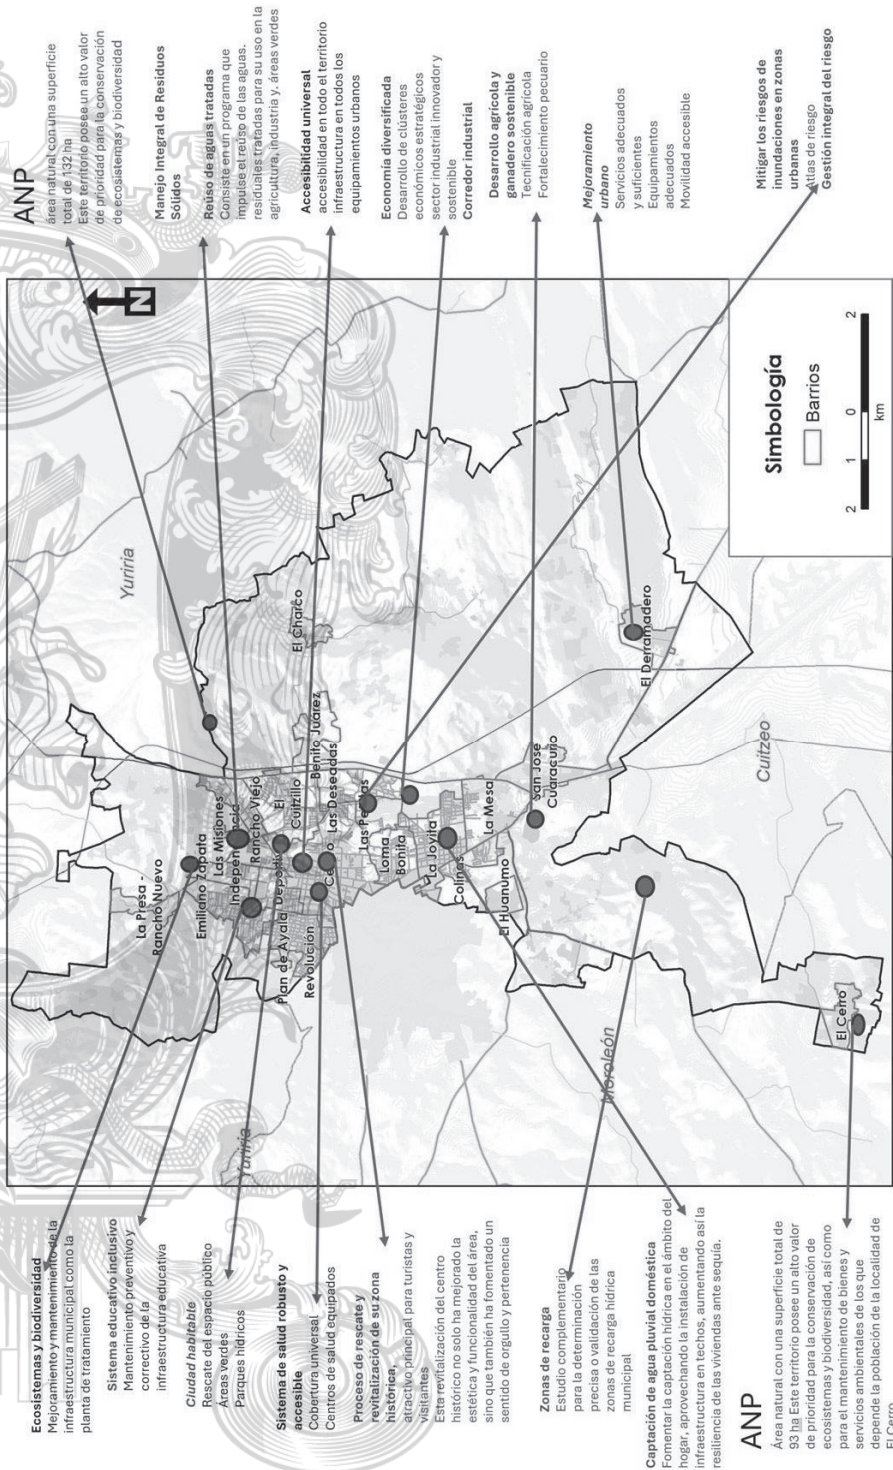 Ecosistemas y biodiversidad
Mejoramiento y mantenimiento de la
infraestructura municipal como la
planta de tratamiento
Sistema educativo inclusivo
Mantenimiento preventivo y
correctivo de la
infraestructura educativa
Ciudad habitable
Rescate del espacio público
Áreas verdes
Parques hídricos
Sistema de salud robusto y
accesible
Cobertura universal
Centros de salud equipados
Proceso de rescate y
revitalización de su zona
histórica,
atractivo principal para turistas y
visitantes
Esta revitalización del centro
histórico no solo ha mejorado la
estética y funcionalidad del área,
sino que también ha fomentado un
sentido de orgullo y pertenencia
Zonas de recarga
Estudio complementario
para la determinación
precisa o validación de las
zonas de recarga hídrica
municipal
Captación de agua pluvial doméstica
Fomentar la captación hídrica en el ámbito del
hogar, aprovechando la instalación de
infraestructura en techos, aumentando así la
resiliencia de las viviendas ante sequía.
ANP
Área natural con una superficie total de
93 ha Este territorio posee un alto valor
de prioridad para la conservación de
ecosistemas y biodiversidad, así como
para el mantenimiento de bienes y
servicios ambientales de los que
depende la población de la localidad de
El Cerro
Yuriria
Yuriria
Moroleón
Cuitzeo
La Presa -
Rancho Nuevo
Emiliano Zapata
Las Misiones
Independencia
Rancho Viejo
El
Cuitzillo
Deportiva
Plan de Ayala
Revolución
Benito Juárez
Las Deseadas
El Charco
Las Peñitas
Loma
Bonita
La Jovita
Colinas
La Mesa
El Huanumo
San José
Cuaracurio
El Derramadero
El Cerro
N
Simbología
Barrios
2 1 0 2
km
ANP
área natural con una superficie
total de 132 ha
Este territorio posee un alto valor
de prioridad para la conservación
de ecosistemas y biodiversidad
Manejo Integral de Residuos
Sólidos
Reúso de aguas tratadas
Consiste en un programa que
impulse el reúso de las aguas.
residuales tratadas para su uso en la
agricultura, industria y. áreas verdes
Accesibilidad universal
accesibilidad en todo el territorio
infraestructura en todos los
equipamientos urbanos
Economía diversificada
Desarrollo de clústeres
económicos estratégicos
sector industrial innovador y
sostenible
Corredor industrial
Desarrollo agrícola y
ganadero sostenible
Tecnificación agrícola
Fortalecimiento pecuario
Mejoramiento
urbano
Servicios adecuados
y suficientes
Equipamientos
adecuados
Movilidad accesible
Mitigar los riesgos de
inundaciones en zonas
urbanas
Atlas de riesgo
Gestión integral del riesgo